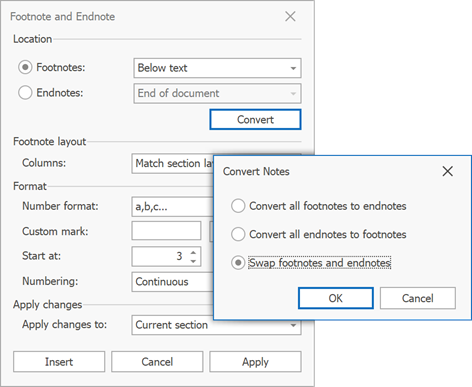 Footnote and Endnote
Location
Footnotes: Below text
Endnotes: End of document
Convert
Footnote layout
Columns: Match section lay
Format
Number format: a,b,c...
Custom mark:
Start at: 3
Numbering: Continuous
Apply changes
Apply changes to: Current section
Insert Cancel Apply
Convert Notes
Convert all footnotes to endnotes
Convert all endnotes to footnotes
Swap footnotes and endnotes
OK Cancel